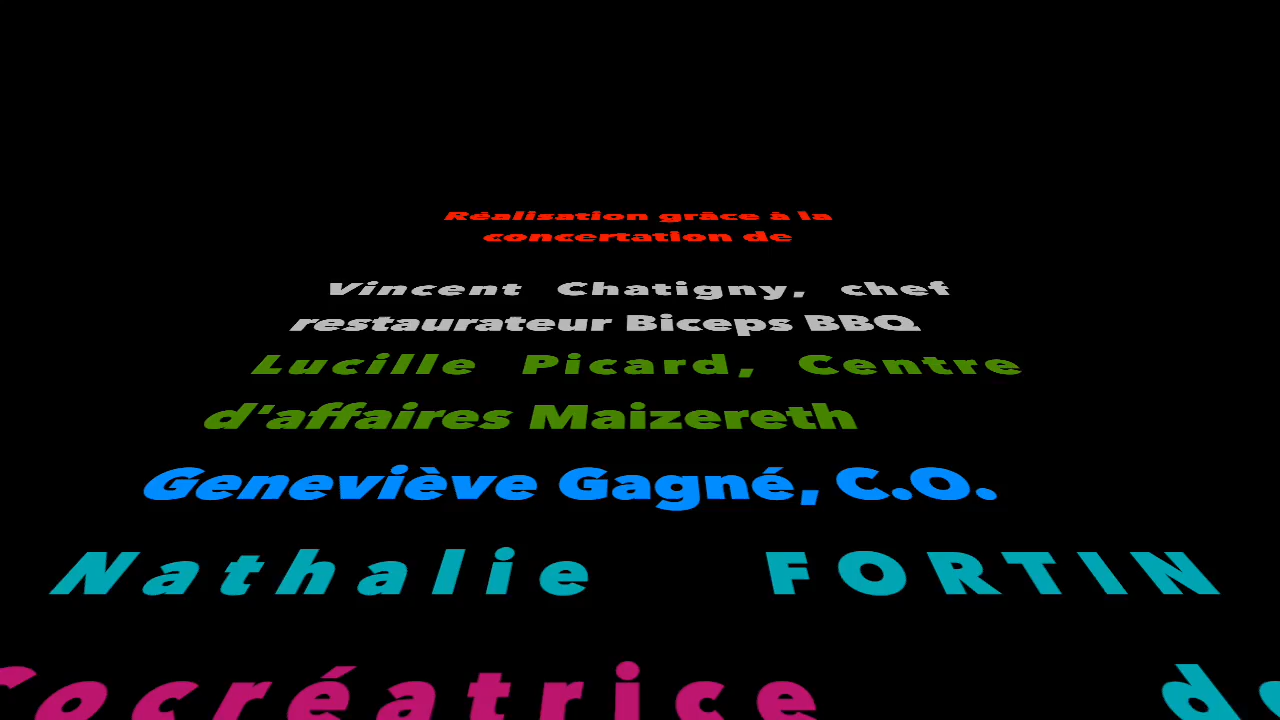 Réalisation grâce à la
concertation de
Vincent Chatigny, chef
restaurateur Biceps BBQ
Lucille Picard, Centre
d'affaires Maizereth
Geneviève Gagné, C.O.
Nathalie FORTIN
Cocréatrice